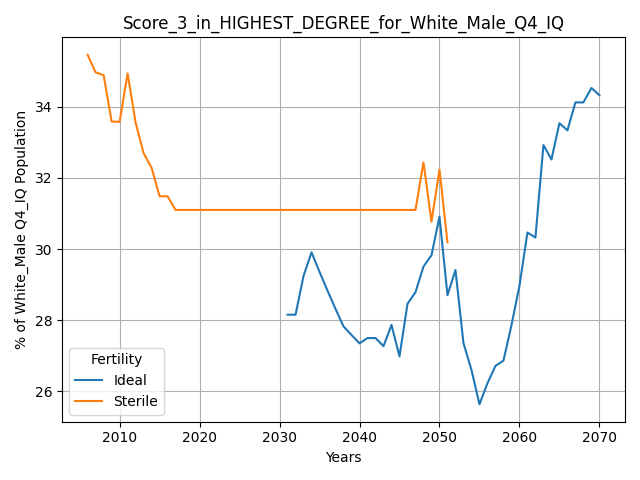 Score_3_in_HIGHEST_DEGREE_for_White_Male_Q4_IQ
% of White_Male Q4_IQ Population
34
32
30
28
26
Fertility
Ideal
Sterile
2010 2020 2030 2040 2050 2060 2070
Years